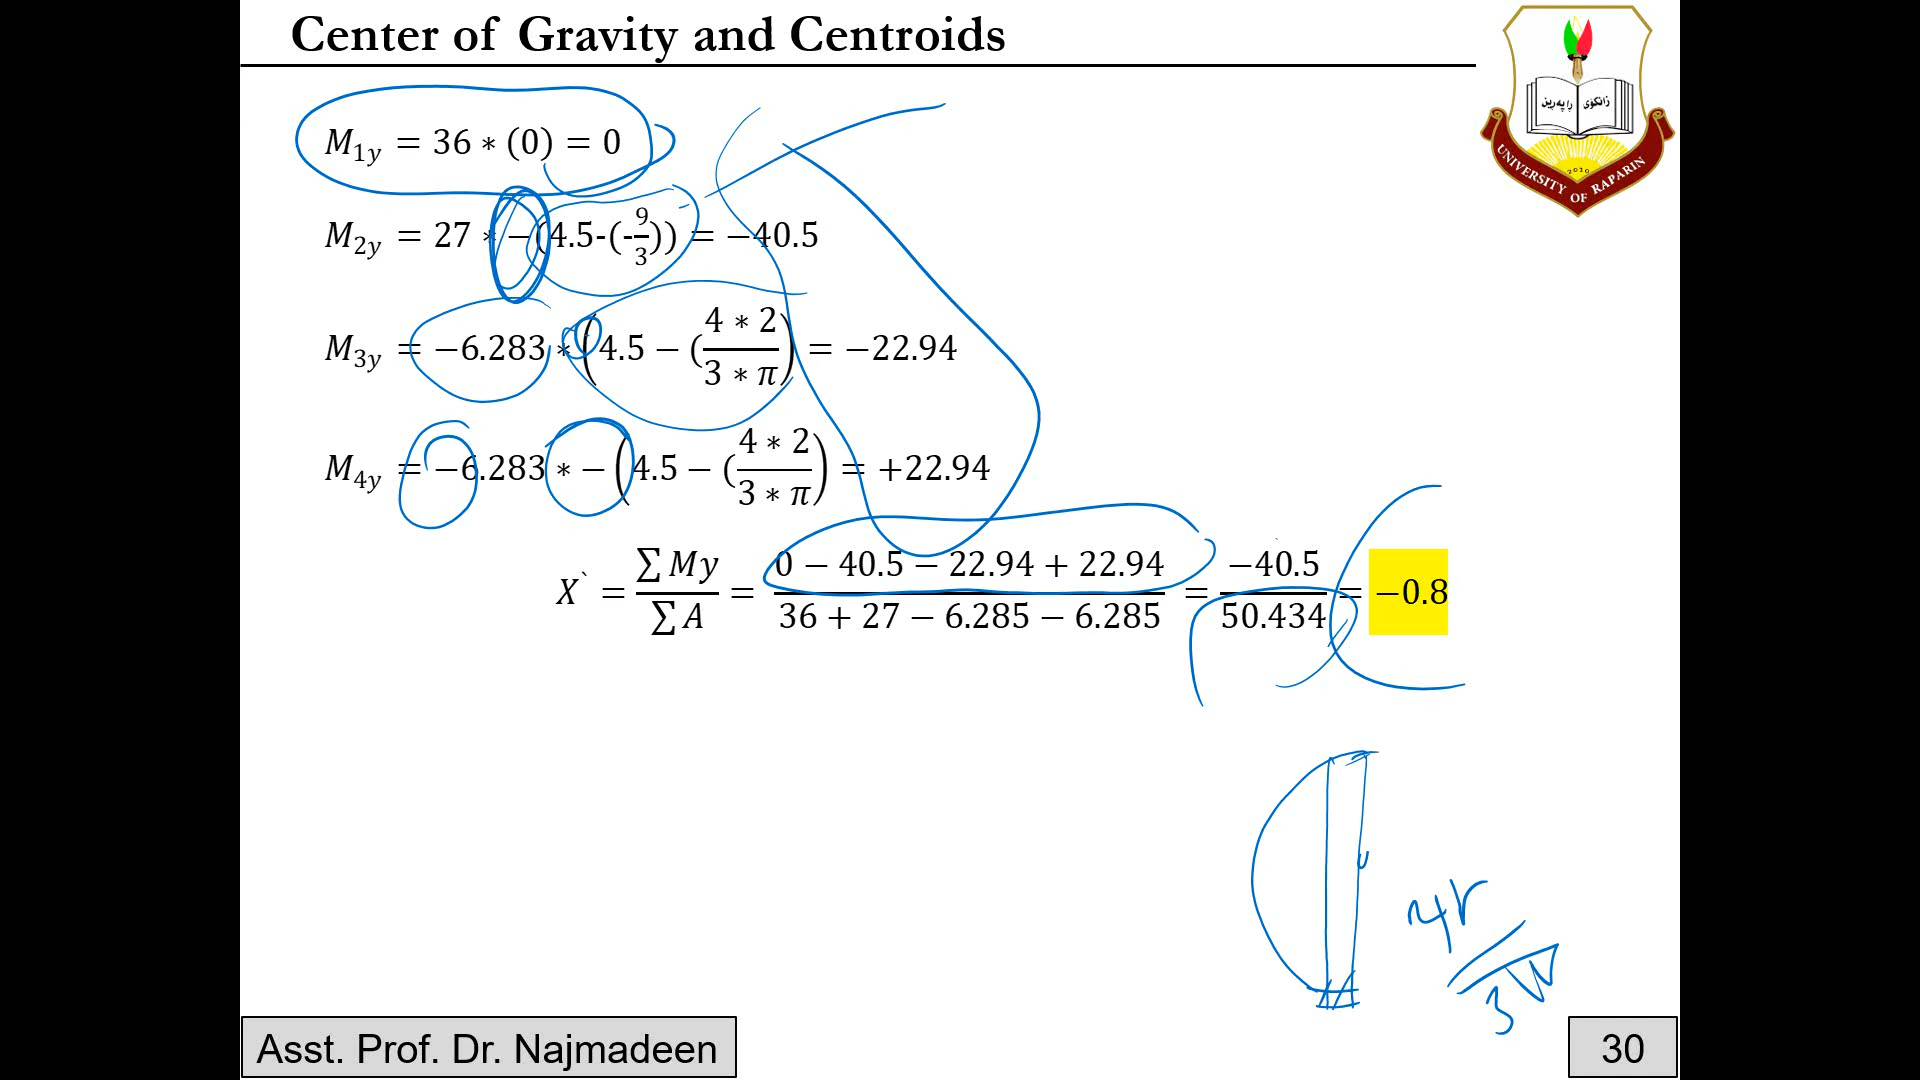 Center of Gravity and Centroids
زانکۆی ڕاپەڕین
2010
UNIVERSITY OF RAPARIN
M₁y = 36 ∗ (0) = 0
M₂y = 27 ∗ −(4.5-(-9/3)) = −40.5
M₃y = −6.283 ∗ (4.5 − (4 ∗ 2 / 3 ∗ π) = −22.94
M₄y = −6.283 ∗ −(4.5 − (4 ∗ 2 / 3 ∗ π) = +22.94
X` = ∑ My / ∑ A = 0 − 40.5 − 22.94 + 22.94 / 36 + 27 − 6.285 − 6.285 = −40.5 / 50.434 = −0.8
4r
3π
Asst. Prof. Dr. Najmadeen
30